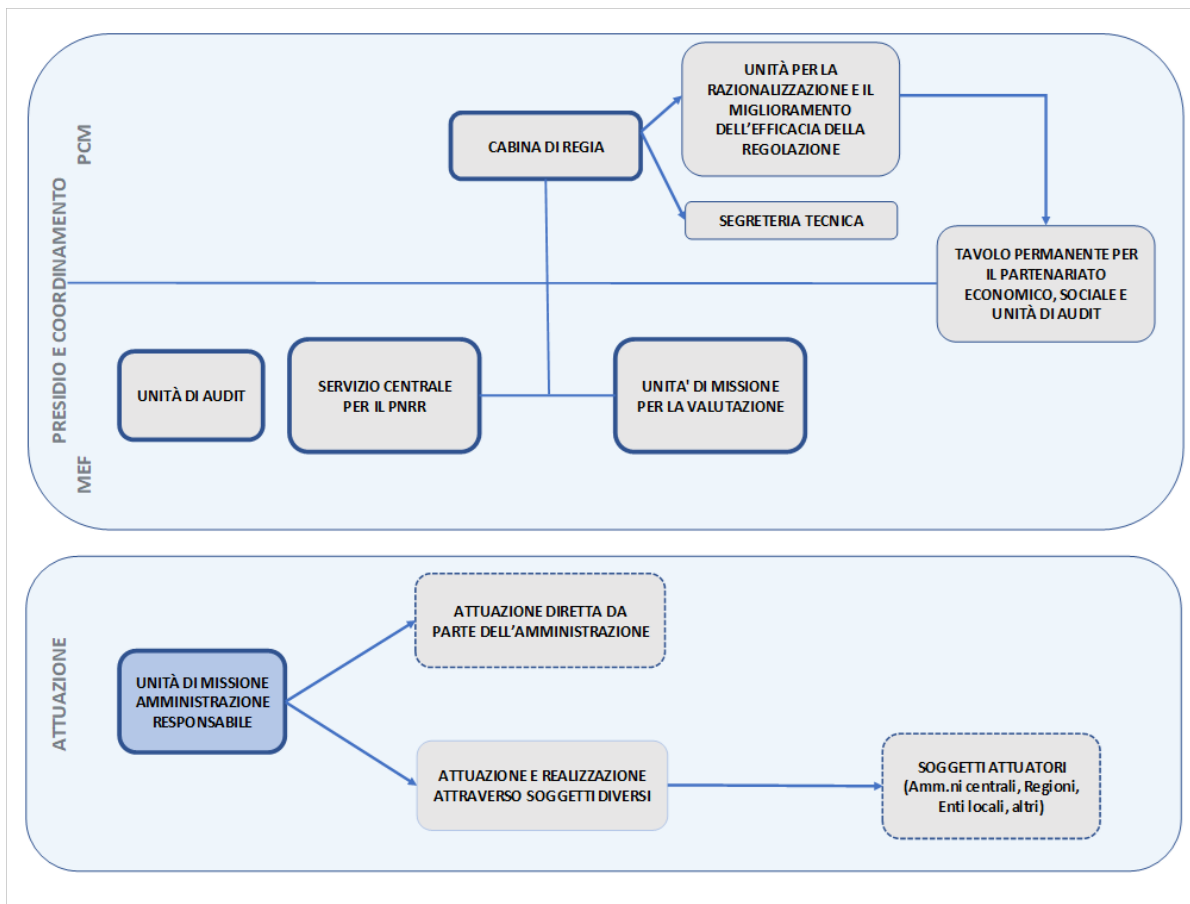 PRESIDIO E COORDINAMENTO
PCM
MEF
CABINA DI REGIA
UNITÀ PER LA
RAZIONALIZZAZIONE E IL
MIGLIORAMENTO
DELL'EFFICACIA DELLA
REGOLAZIONE
SEGRETERIA TECNICA
TAVOLO PERMANENTE PER
IL PARTENARIATO
ECONOMICO, SOCIALE E
UNITÀ DI AUDIT
UNITÀ DI AUDIT
SERVIZIO CENTRALE
PER IL PNRR
UNITA' DI MISSIONE
PER LA VALUTAZIONE
ATTUAZIONE
UNITÀ DI MISSIONE
AMMINISTRAZIONE
RESPONSABILE
ATTUAZIONE DIRETTA DA
PARTE DELL'AMMINISTRAZIONE
ATTUAZIONE E REALIZZAZIONE
ATTRAVERSO SOGGETTI DIVERSI
SOGGETTI ATTUATORI
(Amm.ni centrali, Regioni,
Enti locali, altri)